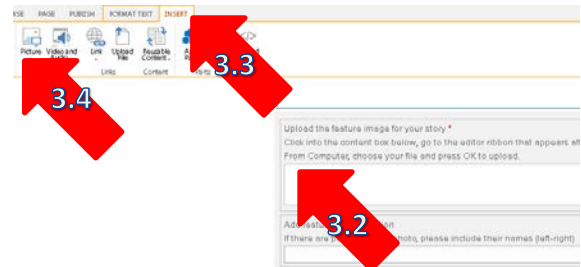 PAGE PUBLISH FORMAT TEXT INSERT
Picture Video and Link Upload Reusable
Audio File Content
Links Content Parts
3.3
3.4
Upload the feature image for your story *
Click into the content box below, go to the editor ribbon that appears
From Computer, choose your file and press OK to upload.
3.2
If there are photo, please include their names (left-right)